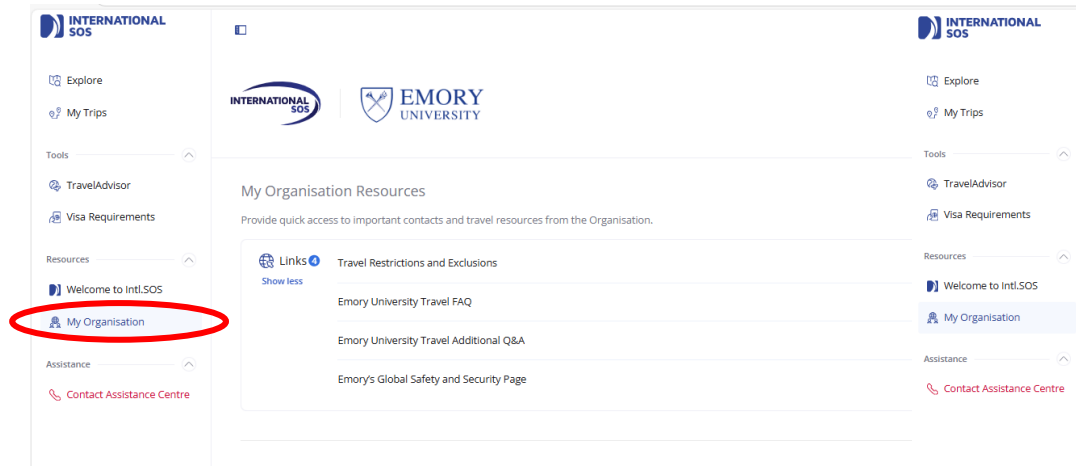 INTERNATIONAL
SOS
Explore
My Trips
Tools
TravelAdvisor
Visa Requirements
Resources
Welcome to Intl.SOS
My Organisation
Assistance
Contact Assistance Centre
INTERNATIONAL
SOS
EMORY
UNIVERSITY
My Organisation Resources
Provide quick access to important contacts and travel resources from the Organisation.
Links 4
Show less
Travel Restrictions and Exclusions
Emory University Travel FAQ
Emory University Travel Additional Q&A
Emory's Global Safety and Security Page
INTERNATIONAL
SOS
Explore
My Trips
Tools
TravelAdvisor
Visa Requirements
Resources
Welcome to Intl.SOS
My Organisation
Assistance
Contact Assistance Centre